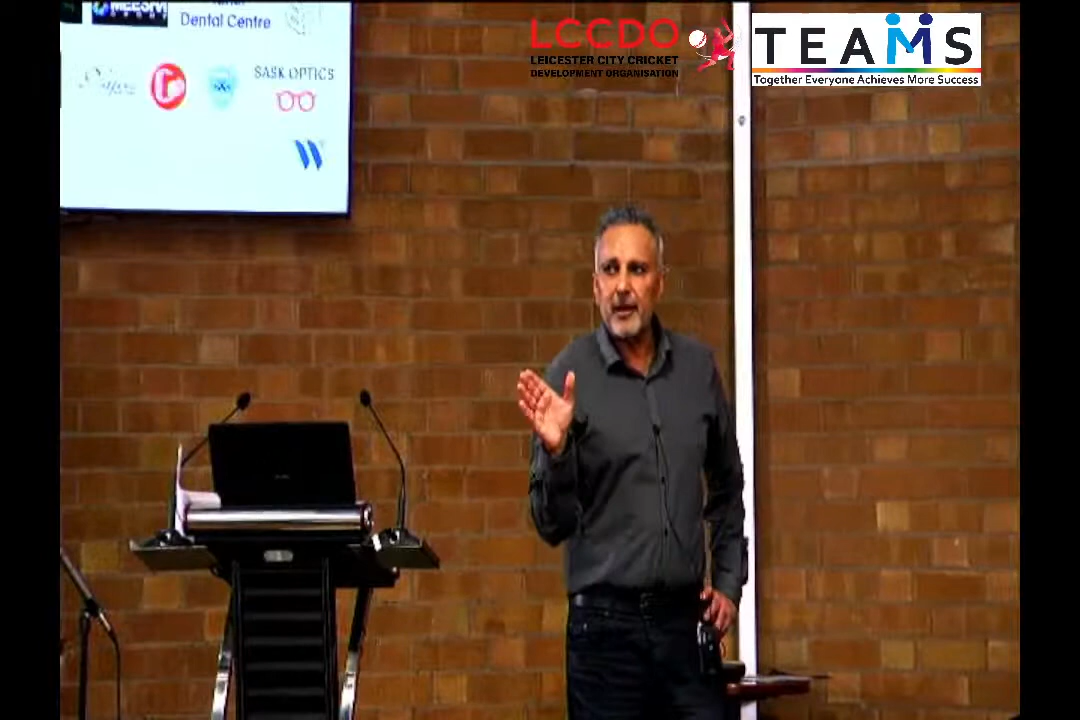 Dental Centre
SASK OPTICS
LCCDO
LEICESTER CITY CRICKET
DEVELOPMENT ORGANISATION
TEAMS
Together Everyone Achieves More Success